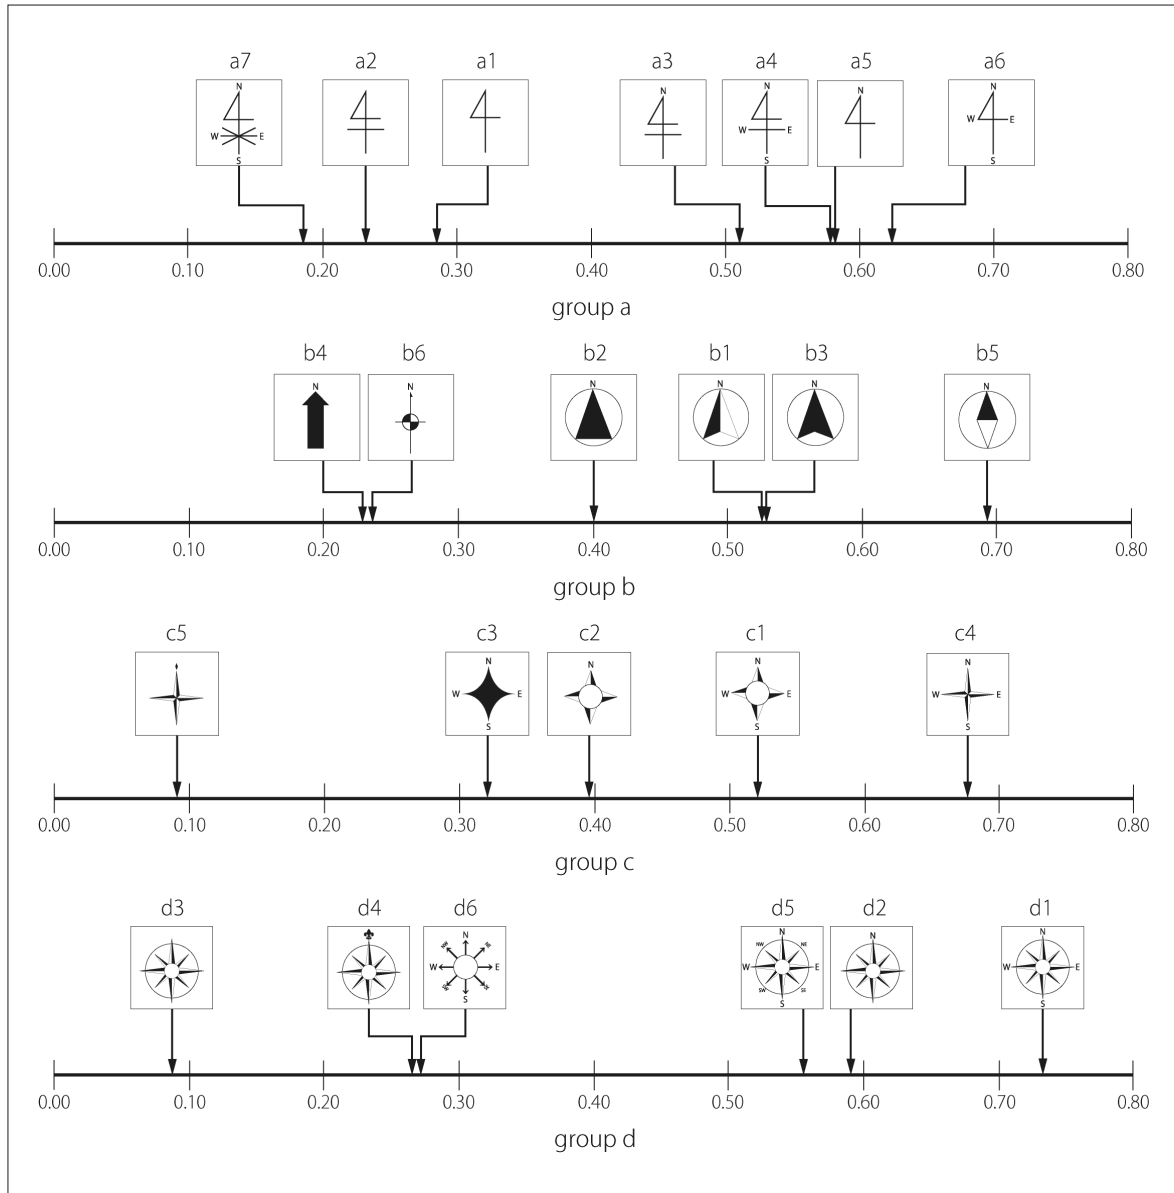 a7 a2 a1 a3 a4 a5 a6
N N N N N
W E W E W E
S S S
0.00 0.10 0.20 0.30 0.40 0.50 0.60 0.70 0.80
group a
b4 b6 b2 b1 b3 b5
N N N N N N
0.00 0.10 0.20 0.30 0.40 0.50 0.60 0.70 0.80
group b
c5 c3 c2 c1 c4
N N N N
W E W E W E
S S S
0.00 0.10 0.20 0.30 0.40 0.50 0.60 0.70 0.80
group c
d3 d4 d6 d5 d2 d1
N N N N
NW NE NW NE
W E W E W E
SW SE SW SE
S S S
0.00 0.10 0.20 0.30 0.40 0.50 0.60 0.70 0.80
group d